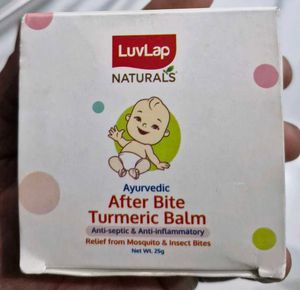 LuvLap
NATURALS
Ayurvedic
After Bite
Turmeric Balm
Anti-septic & Anti-inflammatory
Relief from Mosquito & Insect Bites
Net Wt. 25g